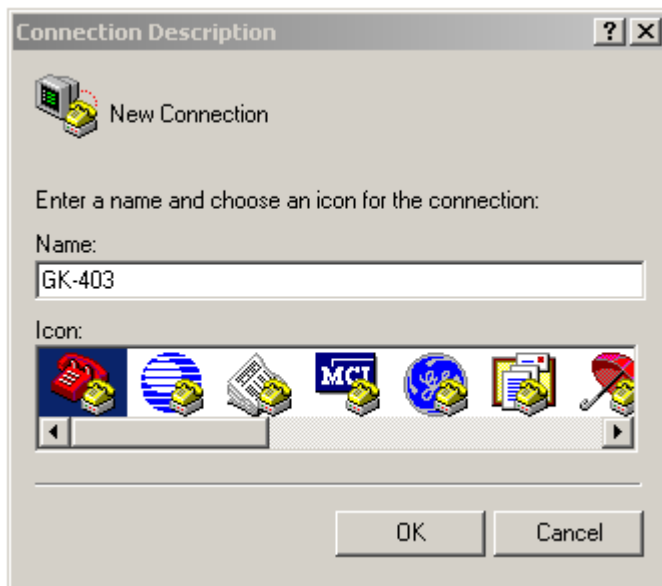 Connection Description
New Connection
Enter a name and choose an icon for the connection:
Name:
GK-403
Icon:
MCI
OK Cancel